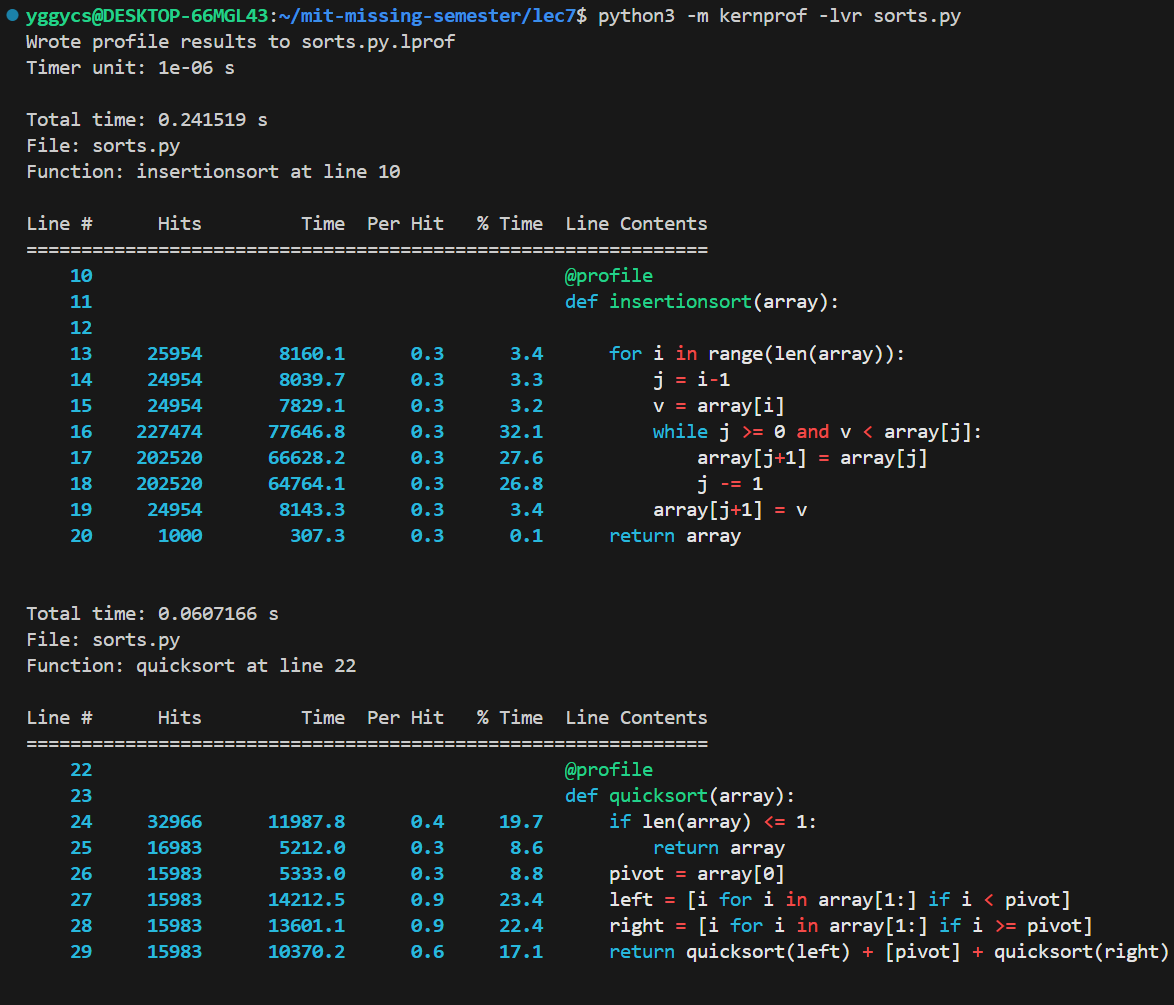 yggycs@DESKTOP-66MGL43:~/mit-missing-semester/lec7$ python3 -m kernprof -lvr sorts.py
Wrote profile results to sorts.py.lprof
Timer unit: 1e-06 s

Total time: 0.241519 s
File: sorts.py
Function: insertionsort at line 10

Line #      Hits         Time  Per Hit   % Time  Line Contents
==============================================================
    10                                           @profile
    11                                           def insertionsort(array):
    12
    13     25954       8160.1      0.3      3.4      for i in range(len(array)):
    14     24954       8039.7      0.3      3.3          j = i-1
    15     24954       7829.1      0.3      3.2          v = array[i]
    16    227474      77646.8      0.3     32.1          while j >= 0 and v < array[j]:
    17    202520      66628.2      0.3     27.6              array[j+1] = array[j]
    18    202520      64764.1      0.3     26.8              j -= 1
    19     24954       8143.3      0.3      3.4          array[j+1] = v
    20      1000        307.3      0.3      0.1      return array

Total time: 0.0607166 s
File: sorts.py
Function: quicksort at line 22

Line #      Hits         Time  Per Hit   % Time  Line Contents
==============================================================
    22                                           @profile
    23                                           def quicksort(array):
    24     32966      11987.8      0.4     19.7      if len(array) <= 1:
    25     16983       5212.0      0.3      8.6          return array
    26     15983       5333.0      0.3      8.8      pivot = array[0]
    27     15983      14212.5      0.9     23.4      left = [i for i in array[1:] if i < pivot]
    28     15983      13601.1      0.9     22.4      right = [i for i in array[1:] if i >= pivot]
    29     15983      10370.2      0.6     17.1      return quicksort(left) + [pivot] + quicksort(right)